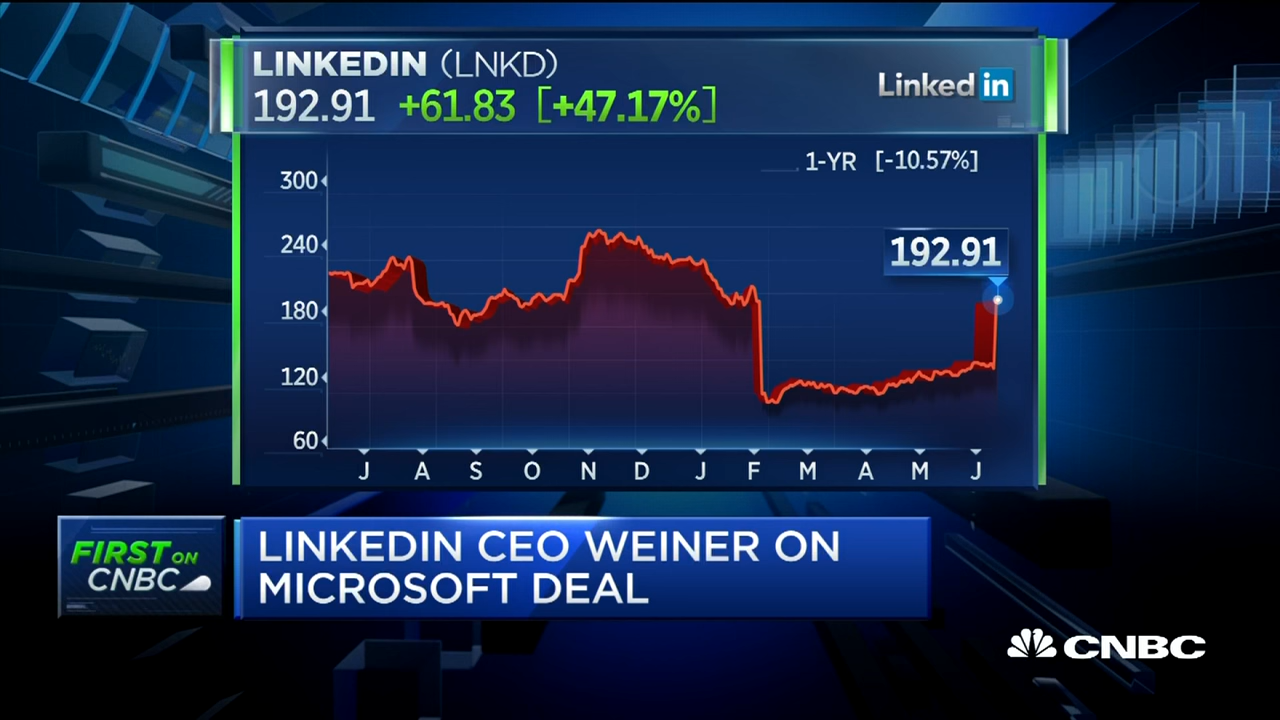 LINKEDIN (LNKD)
192.91 +61.83 [+47.17%]
Linked in
1-YR [-10.57%]
300
240
180
120
60
192.91
J A S O N D J F M A M J
FIRST ON
CNBC
LINKEDIN CEO WEINER ON
MICROSOFT DEAL
CNBC